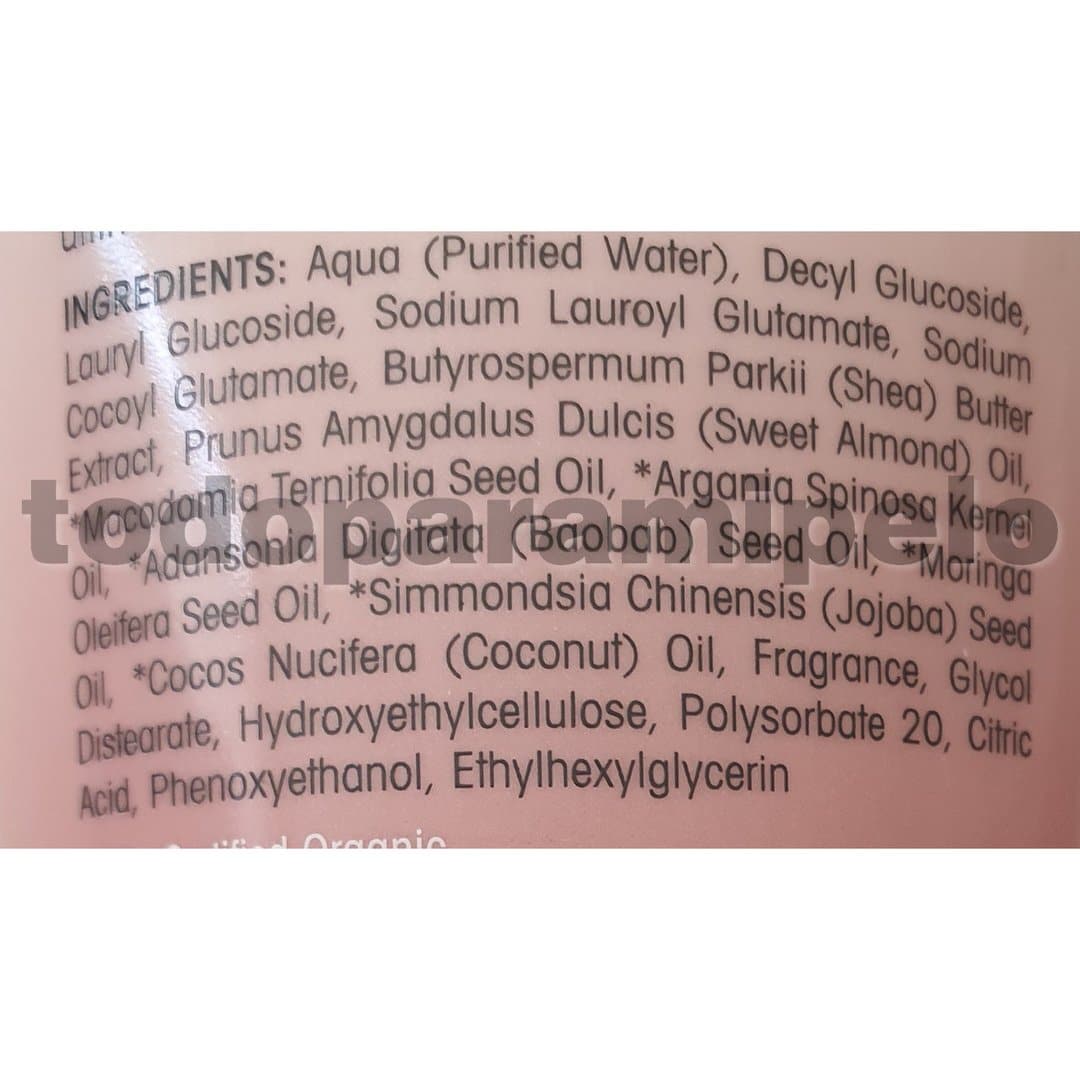 INGREDIENTS: Aqua (Purified Water), Decyl Glucoside,
Lauryl Glucoside, Sodium Lauroyl Glutamate, Sodium
Cocoyl Glutamate, Butyrospermum Parkii (Shea) Butter
Extract, Prunus Amygdalus Dulcis (Sweet Almond) Oil,
*Macadamia Ternifolia Seed Oil, *Argania Spinosa Kernel
todoparamipelo
Oil, *Adansonia Digitata (Baobab) Seed Oil, *Moringa
Oleifera Seed Oil, *Simmondsia Chinensis (Jojoba) Seed
Oil, *Cocos Nucifera (Coconut) Oil, Fragrance, Glycol
Distearate, Hydroxyethylcellulose, Polysorbate 20, Citric
Acid, Phenoxyethanol, Ethylhexylglycerin
Organic